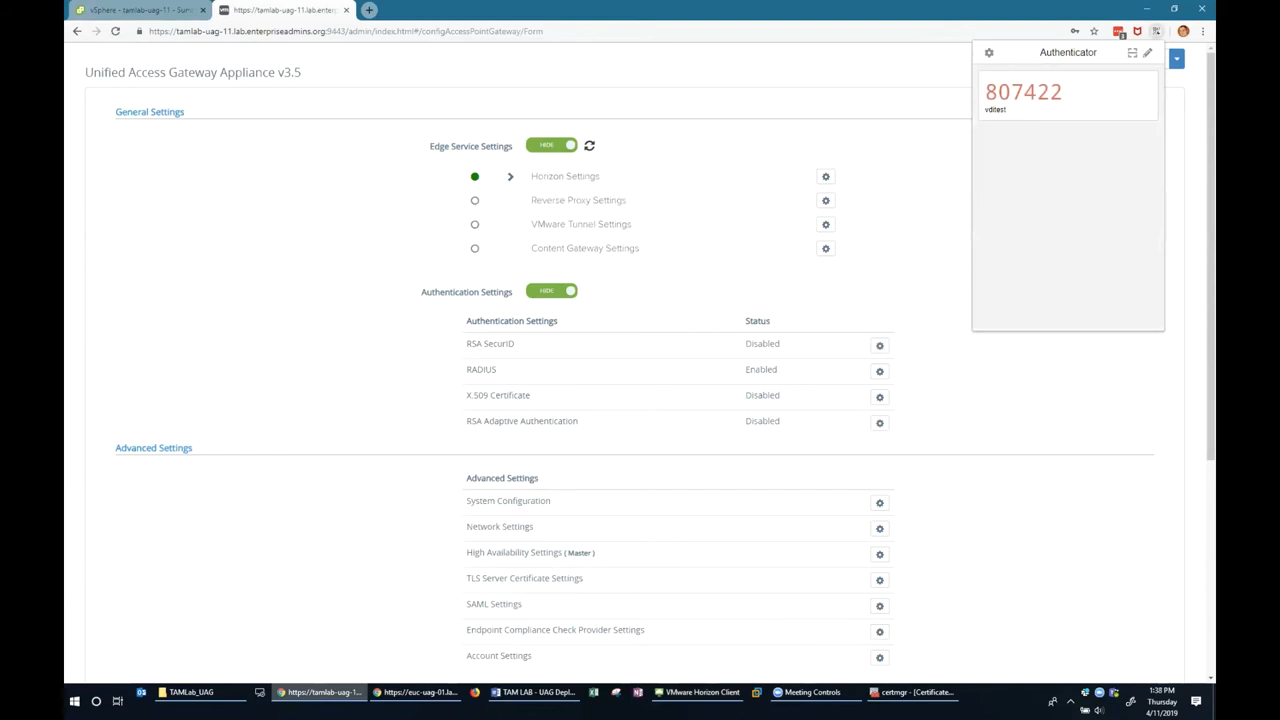 vSphere - tamlab-uag-11 - Sum
https://tamlab-uag-11.lab.enter
https://tamlab-uag-11.lab.enterpriseadmins.org:9443/admin/index.html#/configAccessPointGateway/Form
Unified Access Gateway Appliance v3.5
Authenticator
807422
vditest
General Settings
Edge Service Settings
HIDE
Horizon Settings
Reverse Proxy Settings
VMware Tunnel Settings
Content Gateway Settings
Authentication Settings
HIDE
Authentication Settings Status
RSA SecurID Disabled
RADIUS Enabled
X.509 Certificate Disabled
RSA Adaptive Authentication Disabled
Advanced Settings
Advanced Settings
System Configuration
Network Settings
High Availability Settings ( Master )
TLS Server Certificate Settings
SAML Settings
Endpoint Compliance Check Provider Settings
Account Settings
TAMLab_UAG
https://tamlab-uag-1...
https://euc-uag-01.la...
TAM LAB - UAG Depl...
VMware Horizon Client
Meeting Controls
certmgr - [Certificate...
1:38 PM
Thursday
4/11/2019